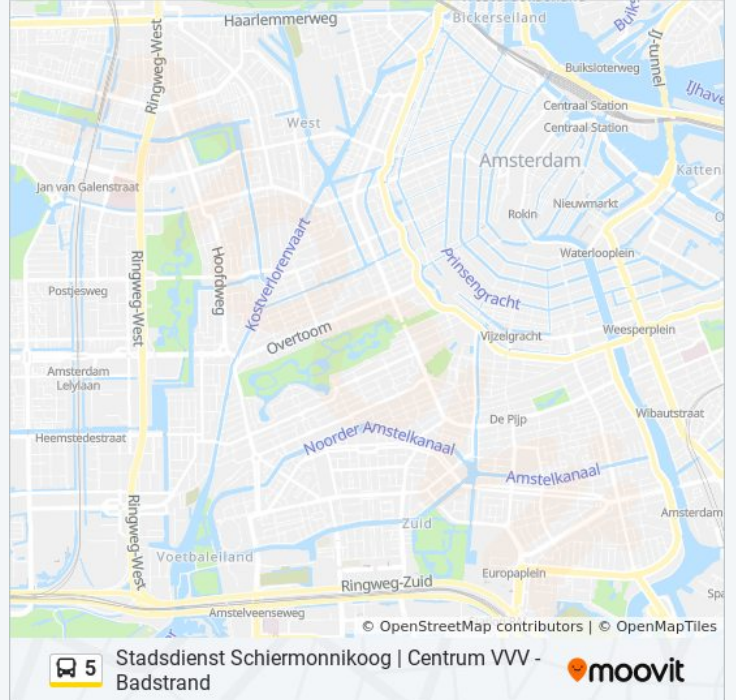 Haarlemmerweg
Bickerseiland
Buiks
IJ-tunnel
Ringweg-West
Buiksloterweg
IJhave
Centraal Station
West
Centraal Station
Amsterdam
Katten
Jan van Galenstraat
Nieuwmarkt
Rokin
O
Kostverlorenvaart
Hoofdweg
Waterlooplein
Prinsengracht
Ringweg-West
Postjesweg
Overtoom
Vijzelgracht
Weesperplein
Amsterdam
Lelylaan
Wibautstraat
De Pijp
Heemstedestraat
Noorder Amstelkanaal
Amstelkanaal
Ringweg-West
Amsterdam
Zuid
Voetbaleiland
Europaplein
Ringweg-Zuid
Spa
Amstelveenseweg
er
© OpenStreetMap contributors | © OpenMapTiles
5
Stadsdienst Schiermonnikoog | Centrum VVV -
Badstrand
moovit